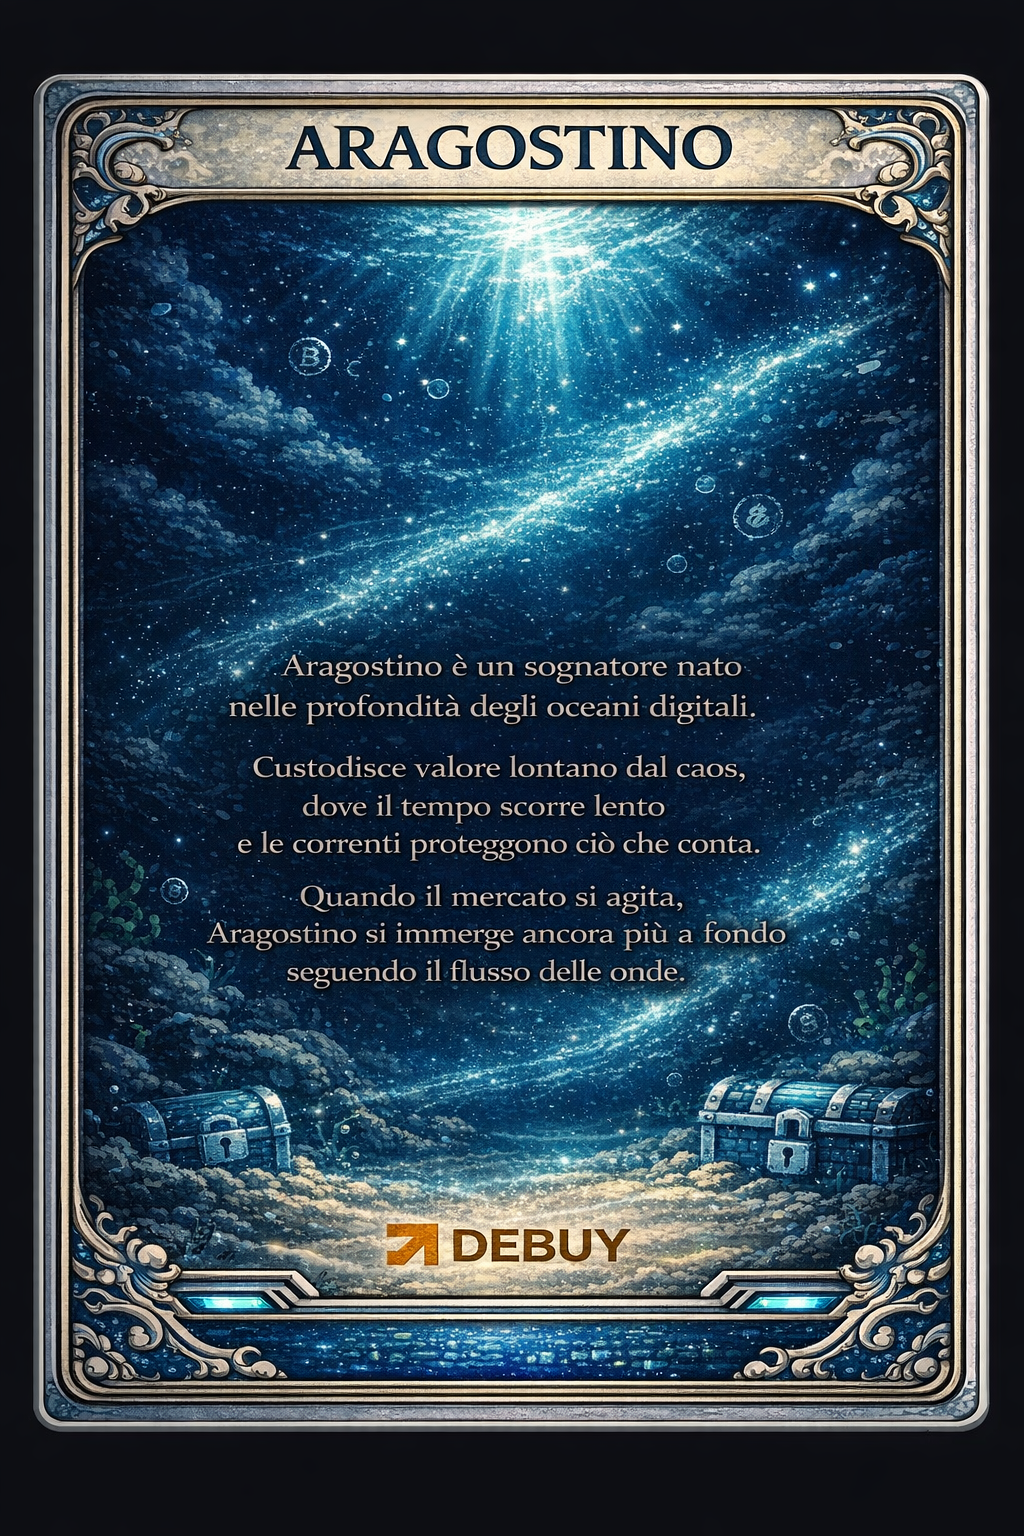 ARAGOSTINO
Aragostino è un sognatore nato
nelle profondità degli oceani digitali.
Custodisce valore lontano dal caos,
dove il tempo scorre lento
e le correnti proteggono ciò che conta.
Quando il mercato si agita,
Aragostino si immerge ancora più a fondo
seguendo il flusso delle onde.
DEBUY